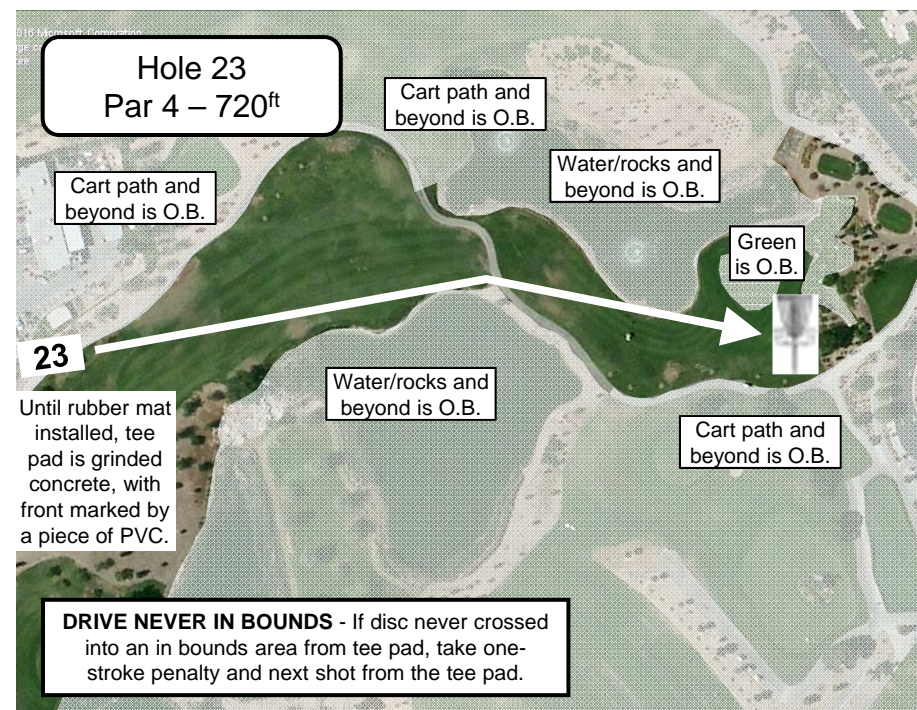 2016 Microsoft Corporation
Hole 23
Par 4 – 720ft
Cart path and
beyond is O.B.
Cart path and
beyond is O.B.
Water/rocks and
beyond is O.B.
Green
is O.B.
23
Until rubber mat
installed, tee
pad is grinded
concrete, with
front marked by
a piece of PVC.
Water/rocks and
beyond is O.B.
Cart path and
beyond is O.B.
DRIVE NEVER IN BOUNDS - If disc never crossed
into an in bounds area from tee pad, take one-
stroke penalty and next shot from the tee pad.